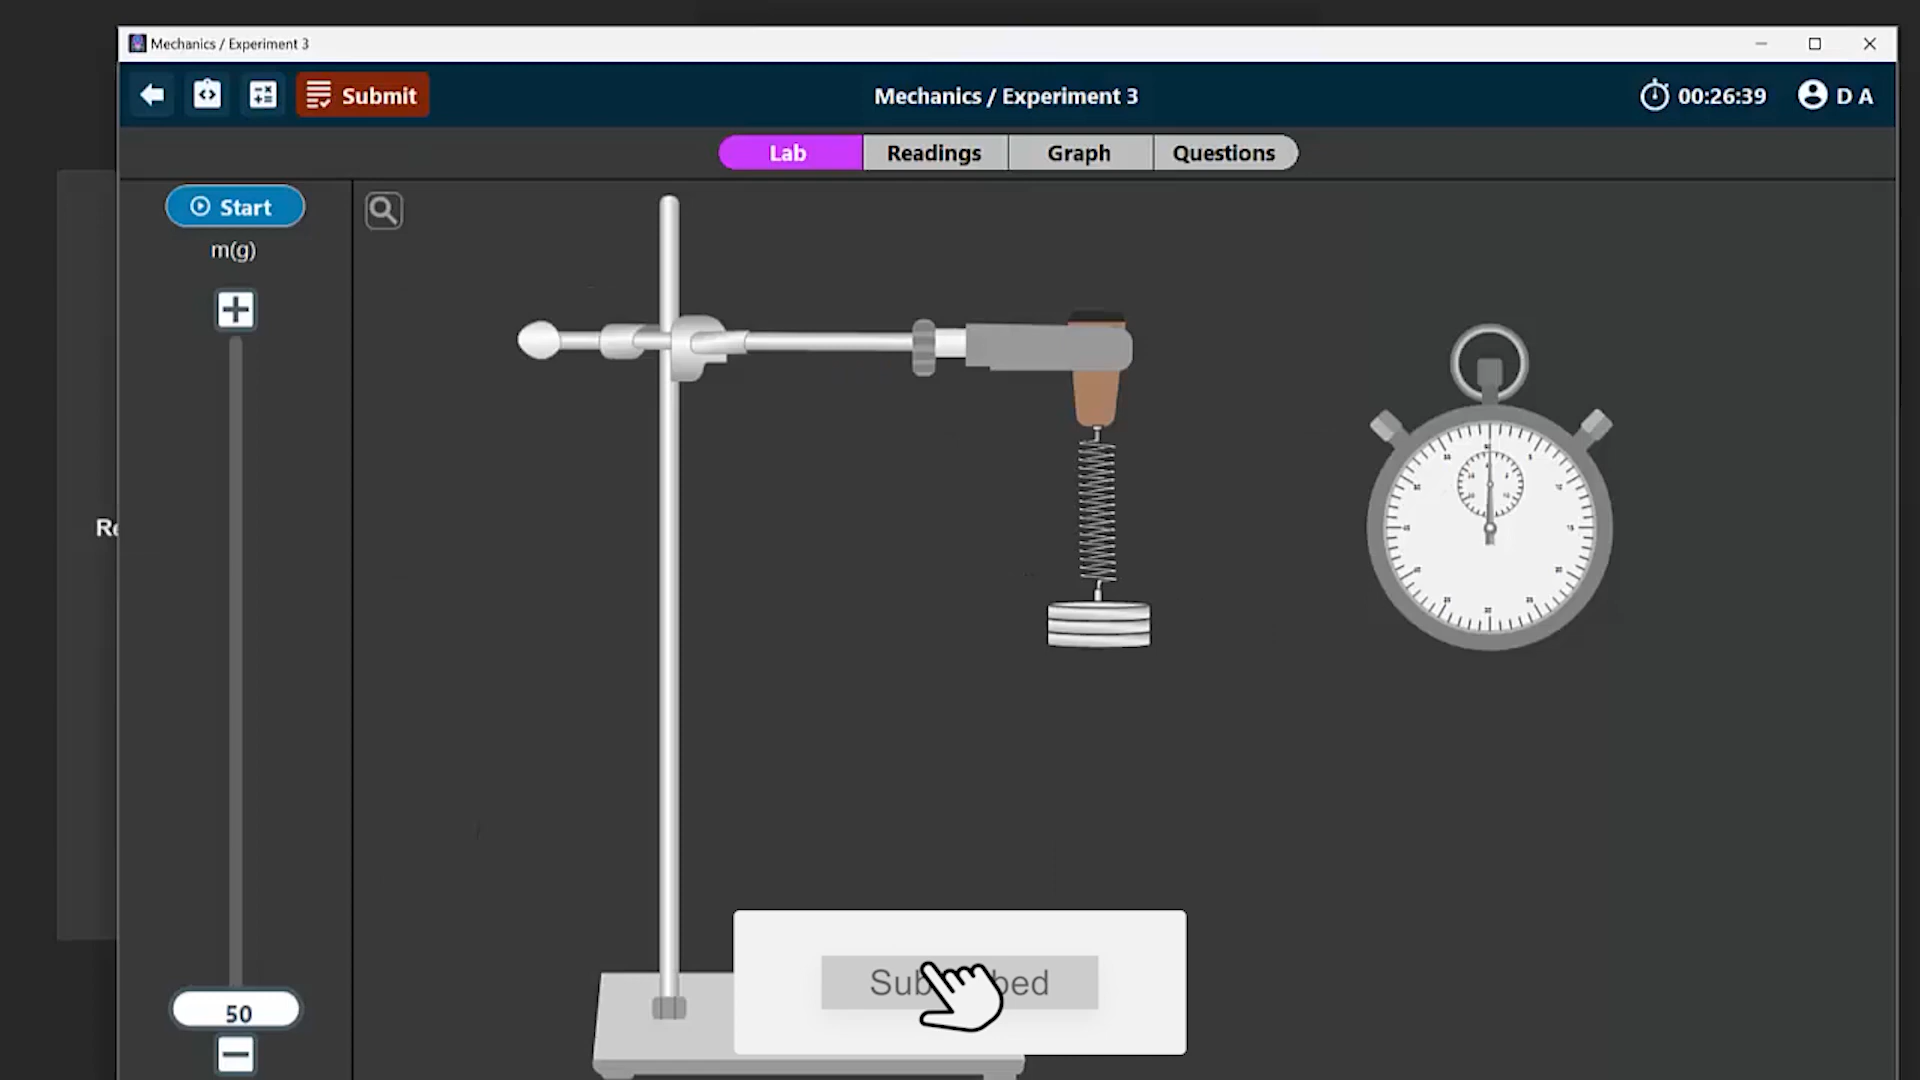 Mechanics / Experiment 3
Submit
Mechanics / Experiment 3
00:26:39
D A
Lab
Readings
Graph
Questions
Start
m(g)
50